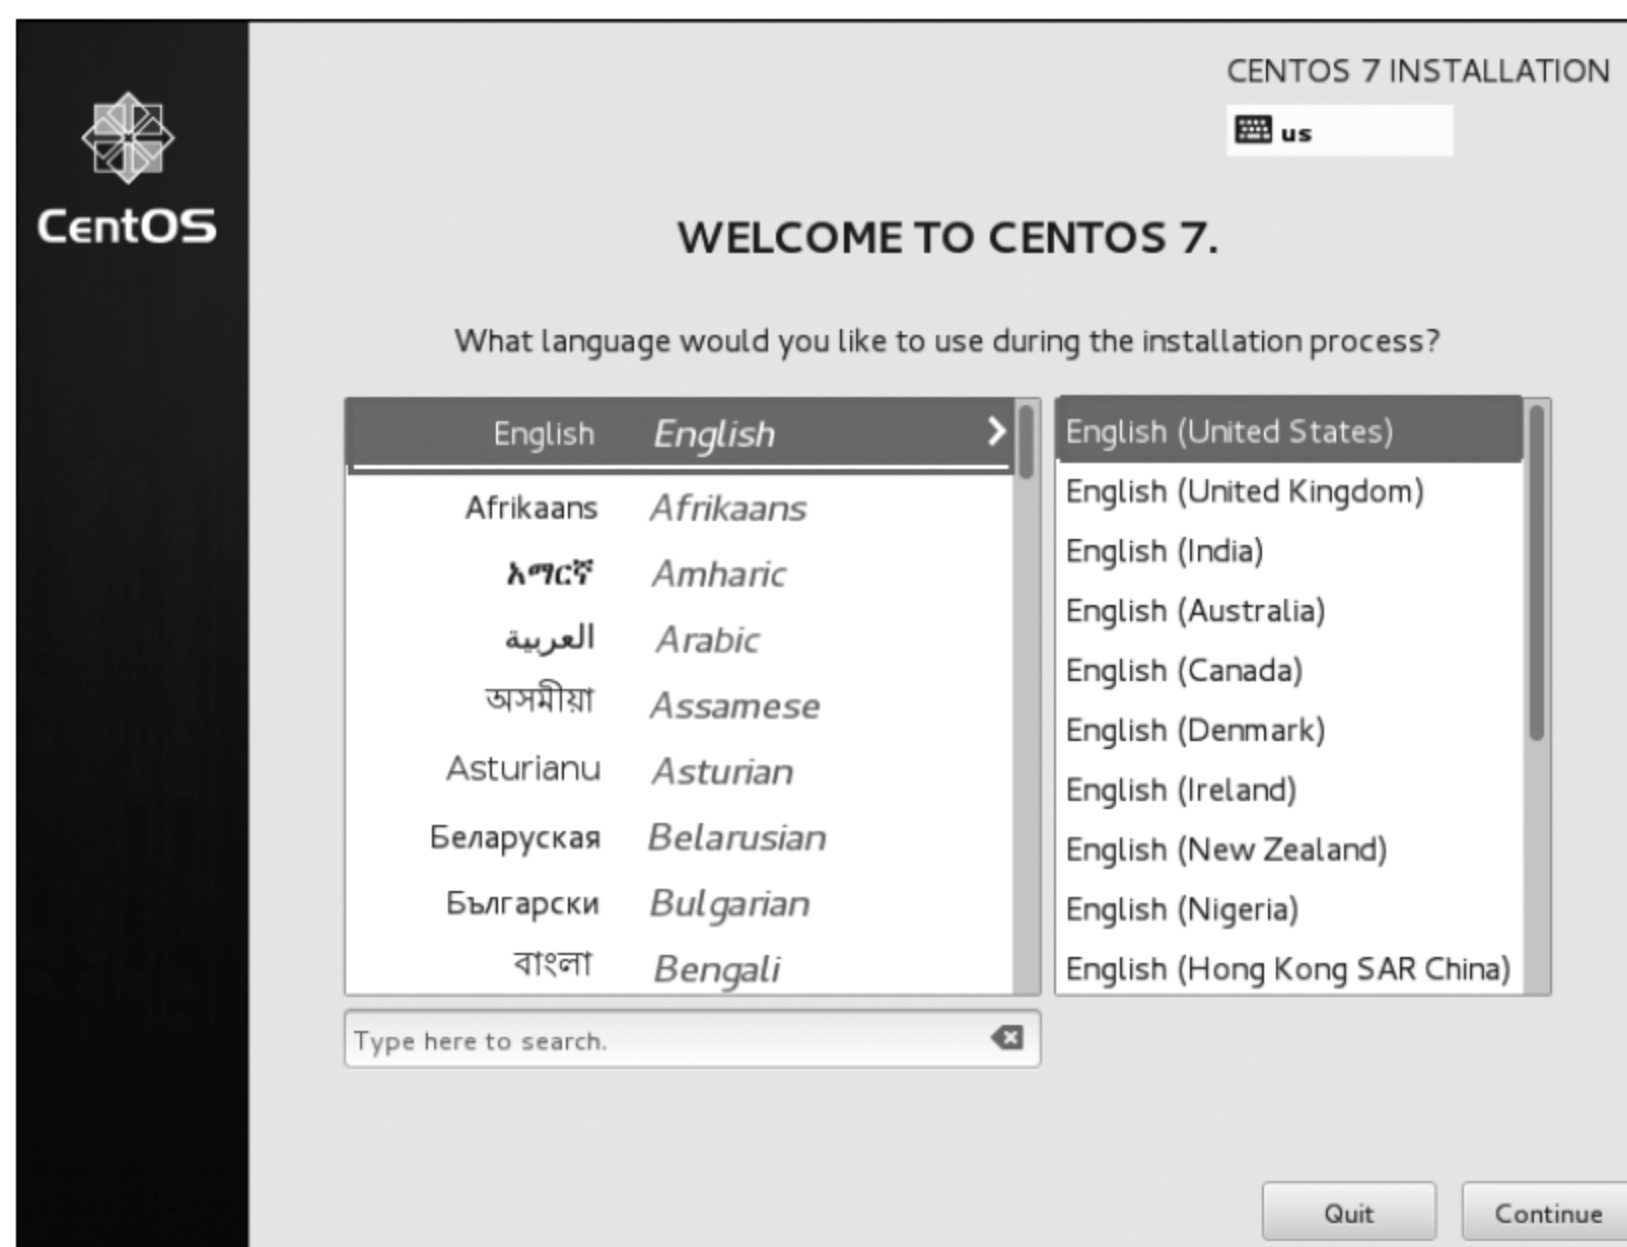 CentOS
CENTOS 7 INSTALLATION
us
WELCOME TO CENTOS 7.
What language would you like to use during the installation process?
English English
Afrikaans Afrikaans
አማርኛ Amharic
العربية Arabic
অসমীয়া Assamese
Asturianu Asturian
Беларуская Belarusian
Български Bulgarian
বাংলা Bengali
English (United States)
English (United Kingdom)
English (India)
English (Australia)
English (Canada)
English (Denmark)
English (Ireland)
English (New Zealand)
English (Nigeria)
English (Hong Kong SAR China)
Type here to search.
Quit
Continue